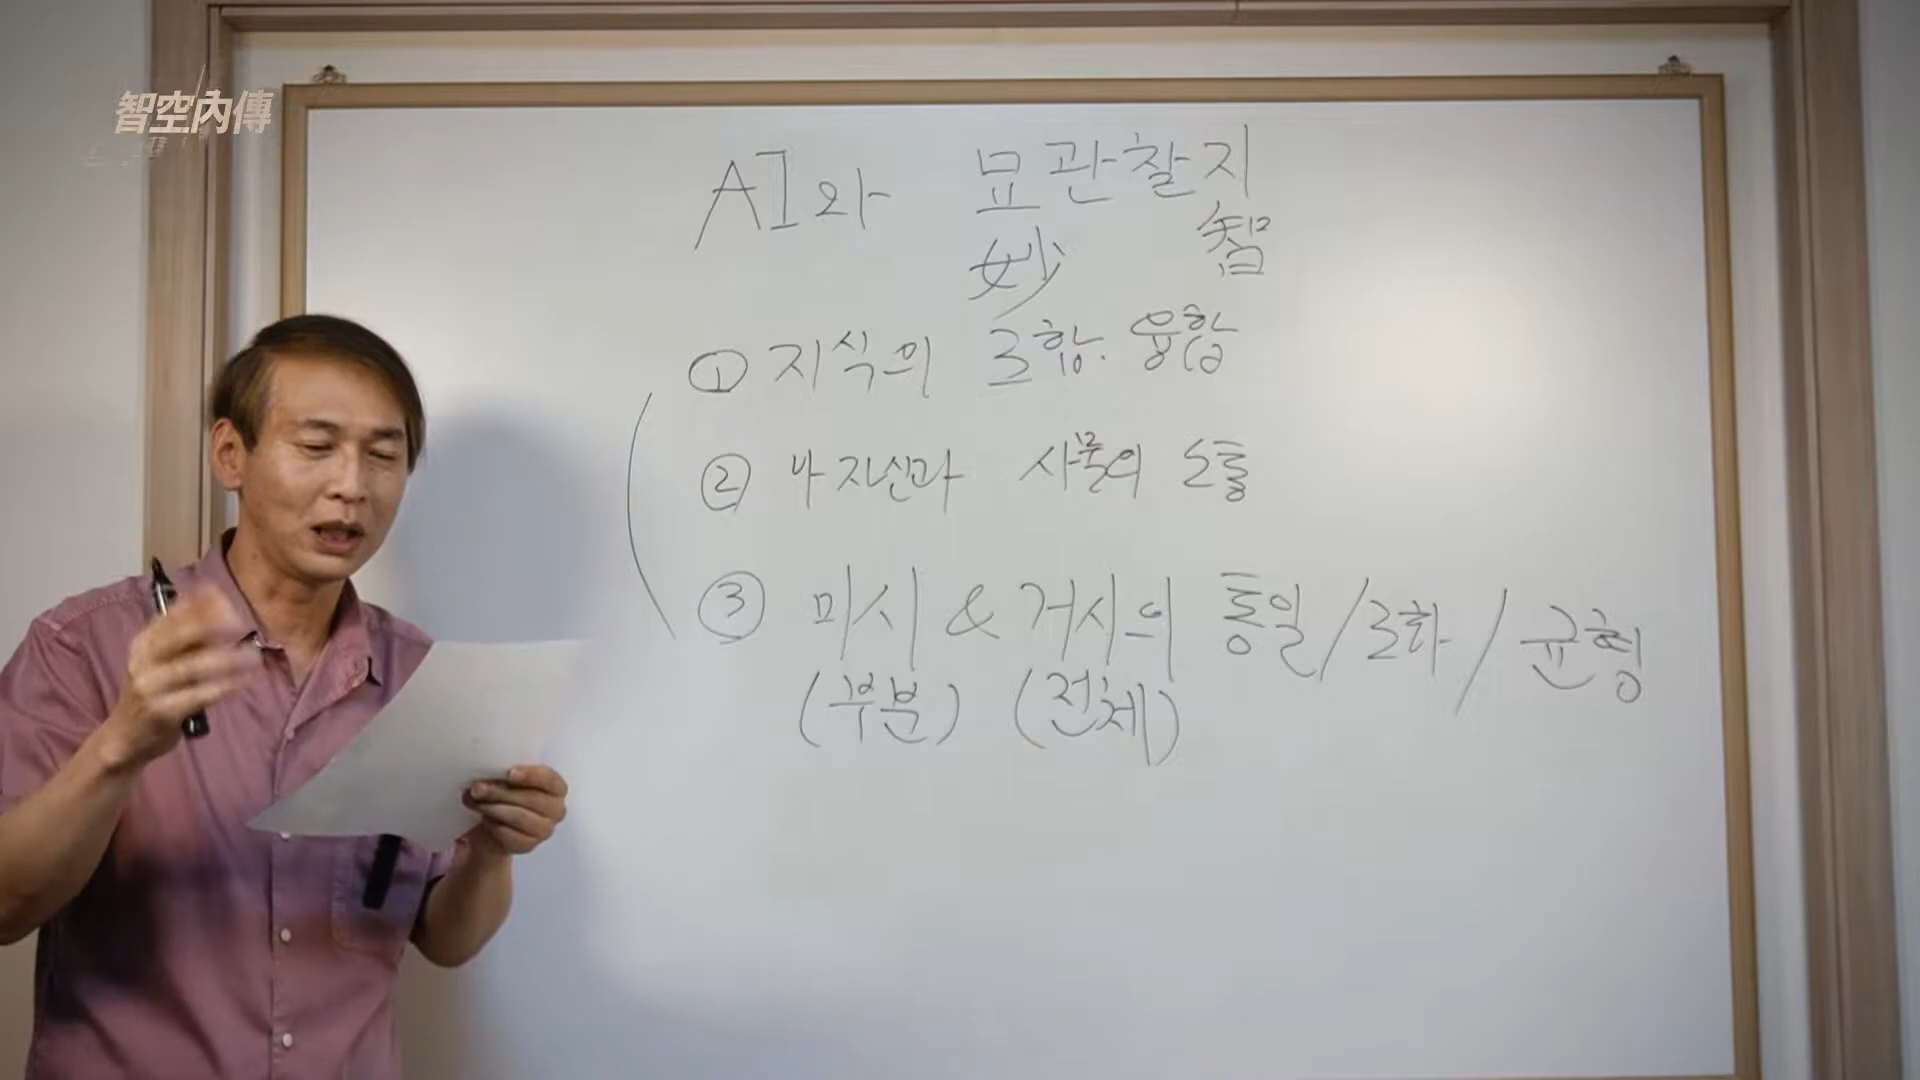 智空內傳
AI와 묘관찰지
妙 智
① 지식의 조합. 융합
② 나 자신과 사물의 소통
③ 미시 & 거시의 통일/조화/균형
(부분) (전체)